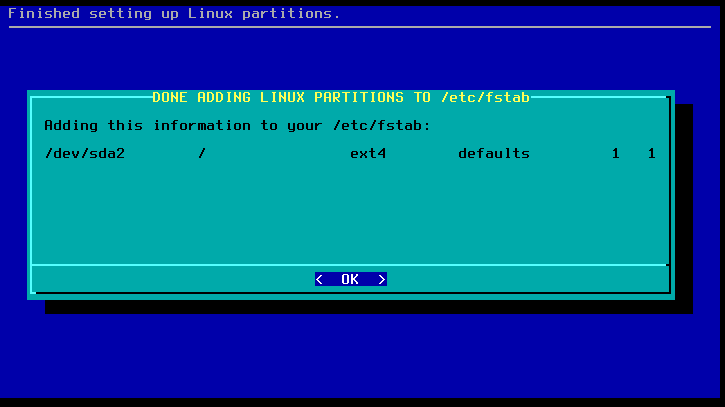 Finished setting up Linux partitions.
DONE ADDING LINUX PARTITIONS TO /etc/fstab
Adding this information to your /etc/fstab:
/dev/sda2        /                ext4        defaults         1   1
<  OK  >